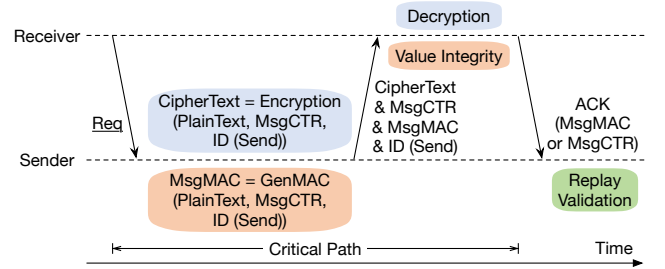 Decryption
Receiver
Value Integrity
CipherText
& MsgCTR
& MsgMAC
& ID (Send)
Req
CipherText = Encryption
(PlainText, MsgCTR,
ID (Send))
ACK
(MsgMAC
or MsgCTR)
Sender
MsgMAC = GenMAC
(PlainText, MsgCTR,
ID (Send))
Replay
Validation
Critical Path
Time